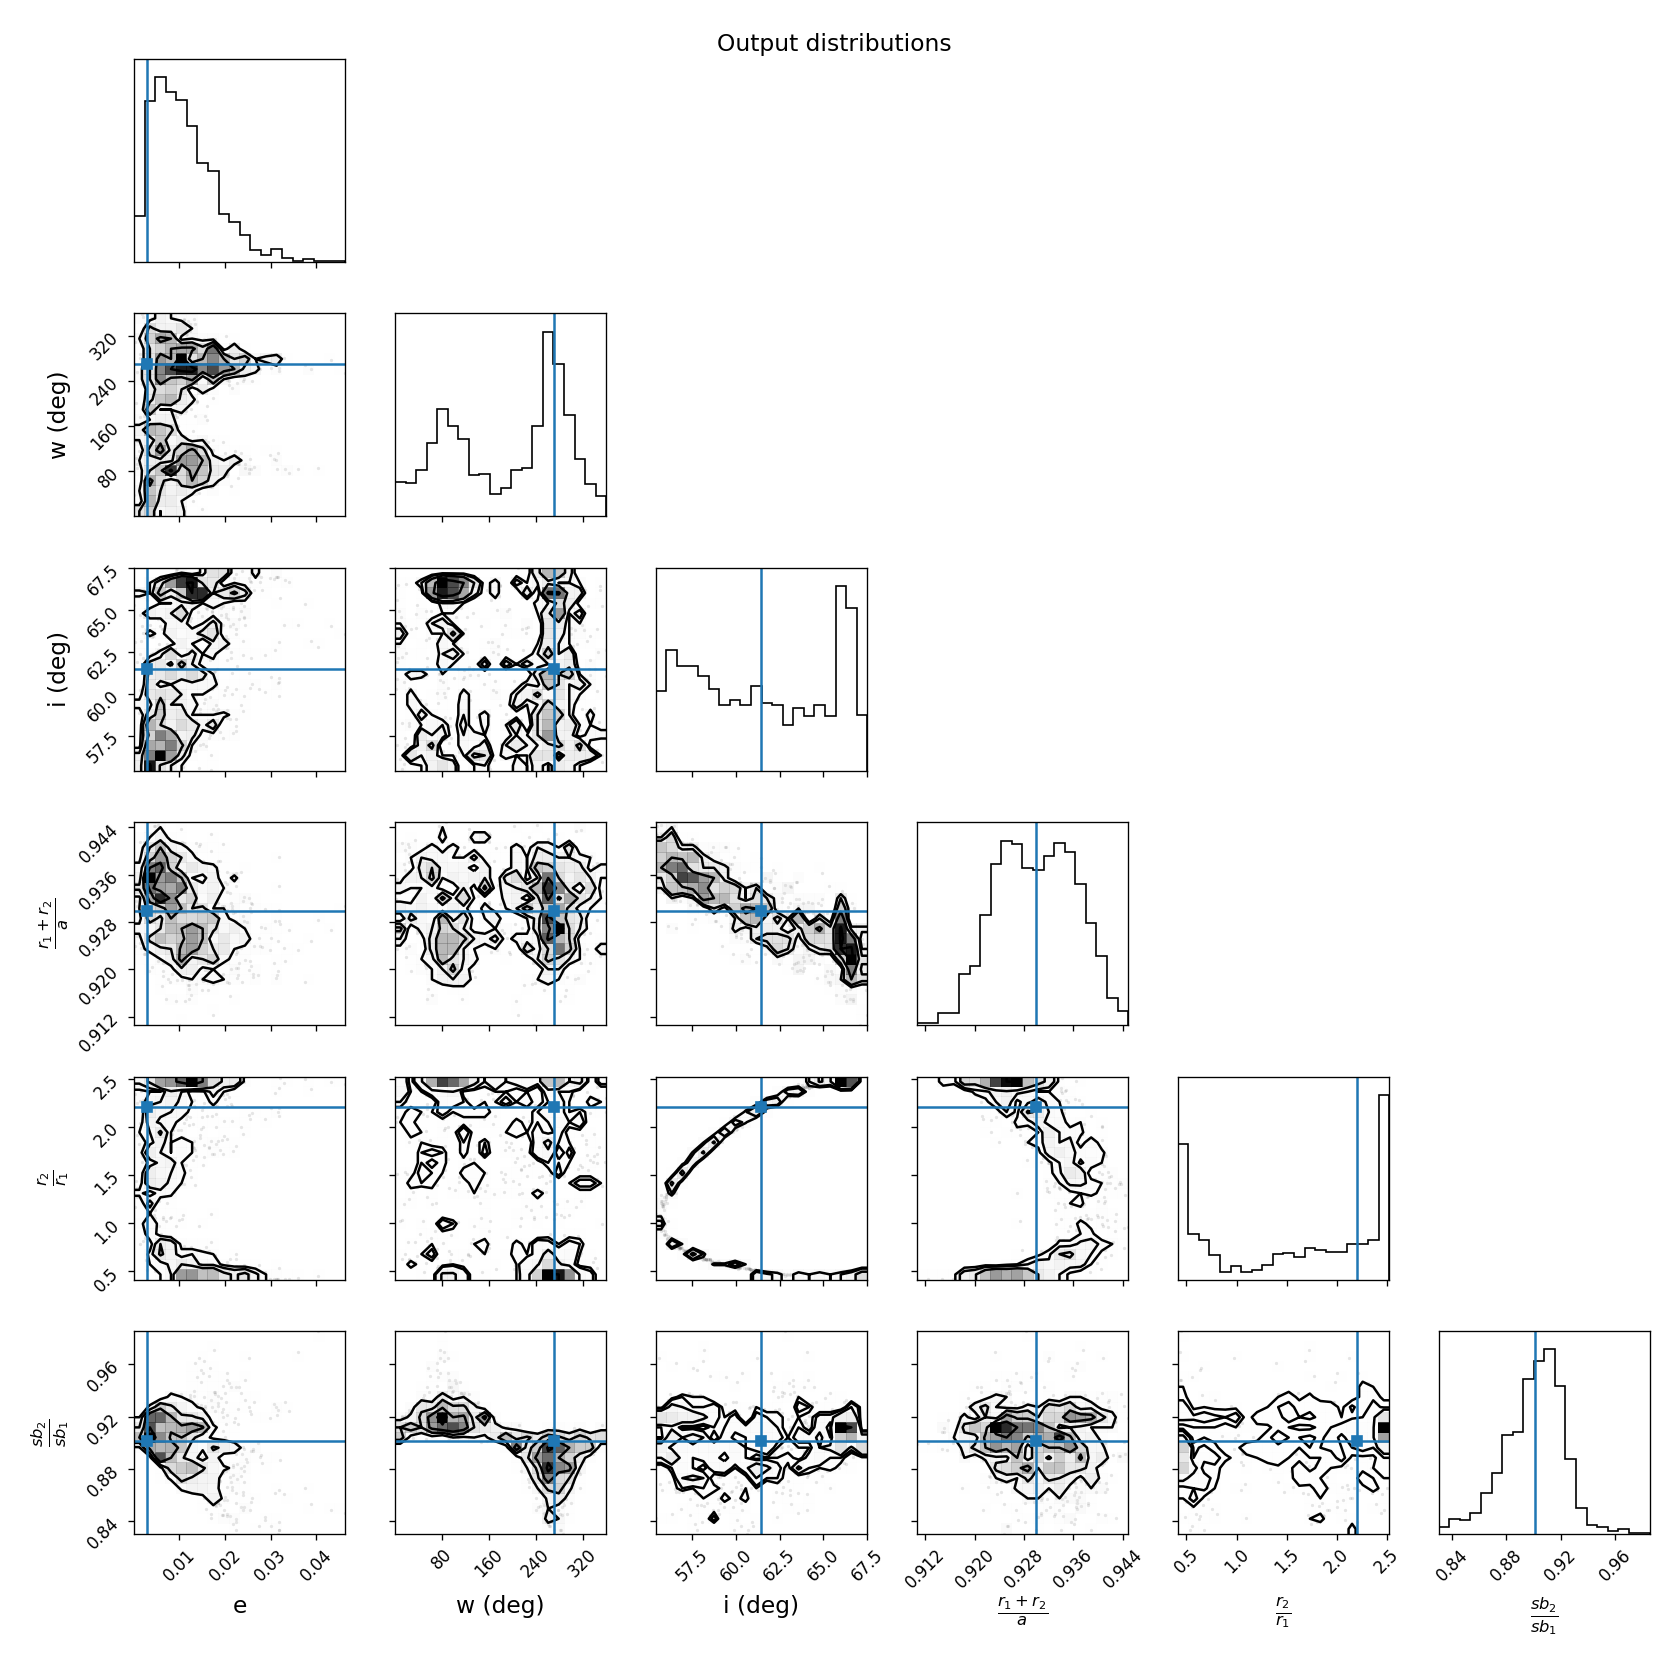 Output distributions
w (deg)
320
240
160
80
i (deg)
67.5
65.0
62.5
60.0
57.5
r₁ + r₂
a
0.944
0.936
0.928
0.920
0.912
r₂
r₁
2.5
2.0
1.5
1.0
0.5
sb₂
sb₁
0.96
0.92
0.88
0.84
0.01 0.02 0.03 0.04
80 160 240 320
57.5 60.0 62.5 65.0 67.5
0.912 0.920 0.928 0.936 0.944
0.5 1.0 1.5 2.0 2.5
0.84 0.88 0.92 0.96
e
w (deg)
i (deg)
r₁ + r₂
a
r₂
r₁
sb₂
sb₁